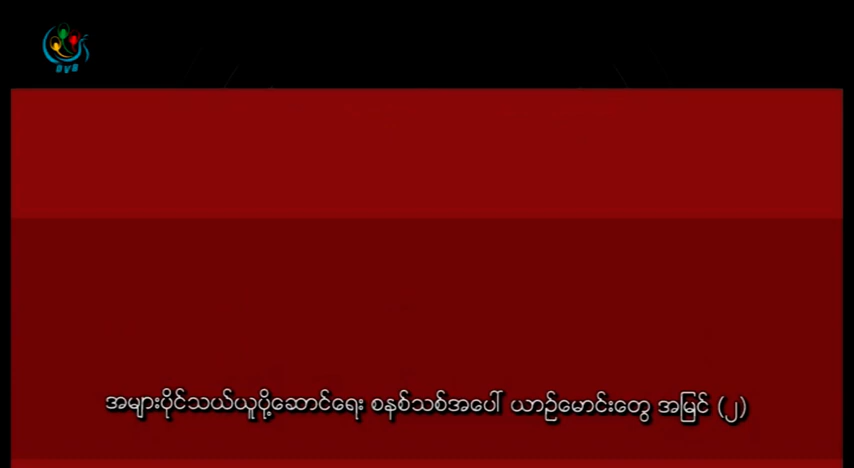 DVB
အများပိုင်သယ်ယူပို့ဆောင်ရေး စနစ်သစ်အပေါ် ယာဉ်မောင်းတွေ အမြင် (၂)